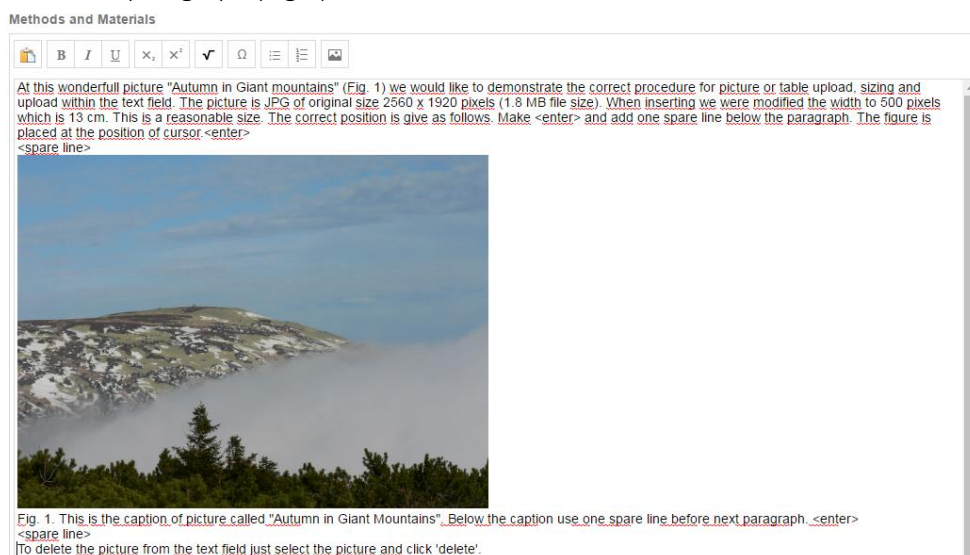 Methods and Materials
B I U X₂ X² √ Ω
At this wonderfull picture "Autumn in Giant mountains" (Fig. 1) we would like to demonstrate the correct procedure for picture or table upload, sizing and
upload within the text field. The picture is JPG of original size 2560 x 1920 pixels (1.8 MB file size). When inserting we were modified the width to 500 pixels
which is 13 cm. This is a reasonable size. The correct position is give as follows. Make <enter> and add one spare line below the paragraph. The figure is
placed at the position of cursor.<enter>
<spare line>
Fig. 1. This is the caption of picture called "Autumn in Giant Mountains". Below the caption use one spare line before next paragraph. <enter>
<spare line>
To delete the picture from the text field just select the picture and click 'delete'.